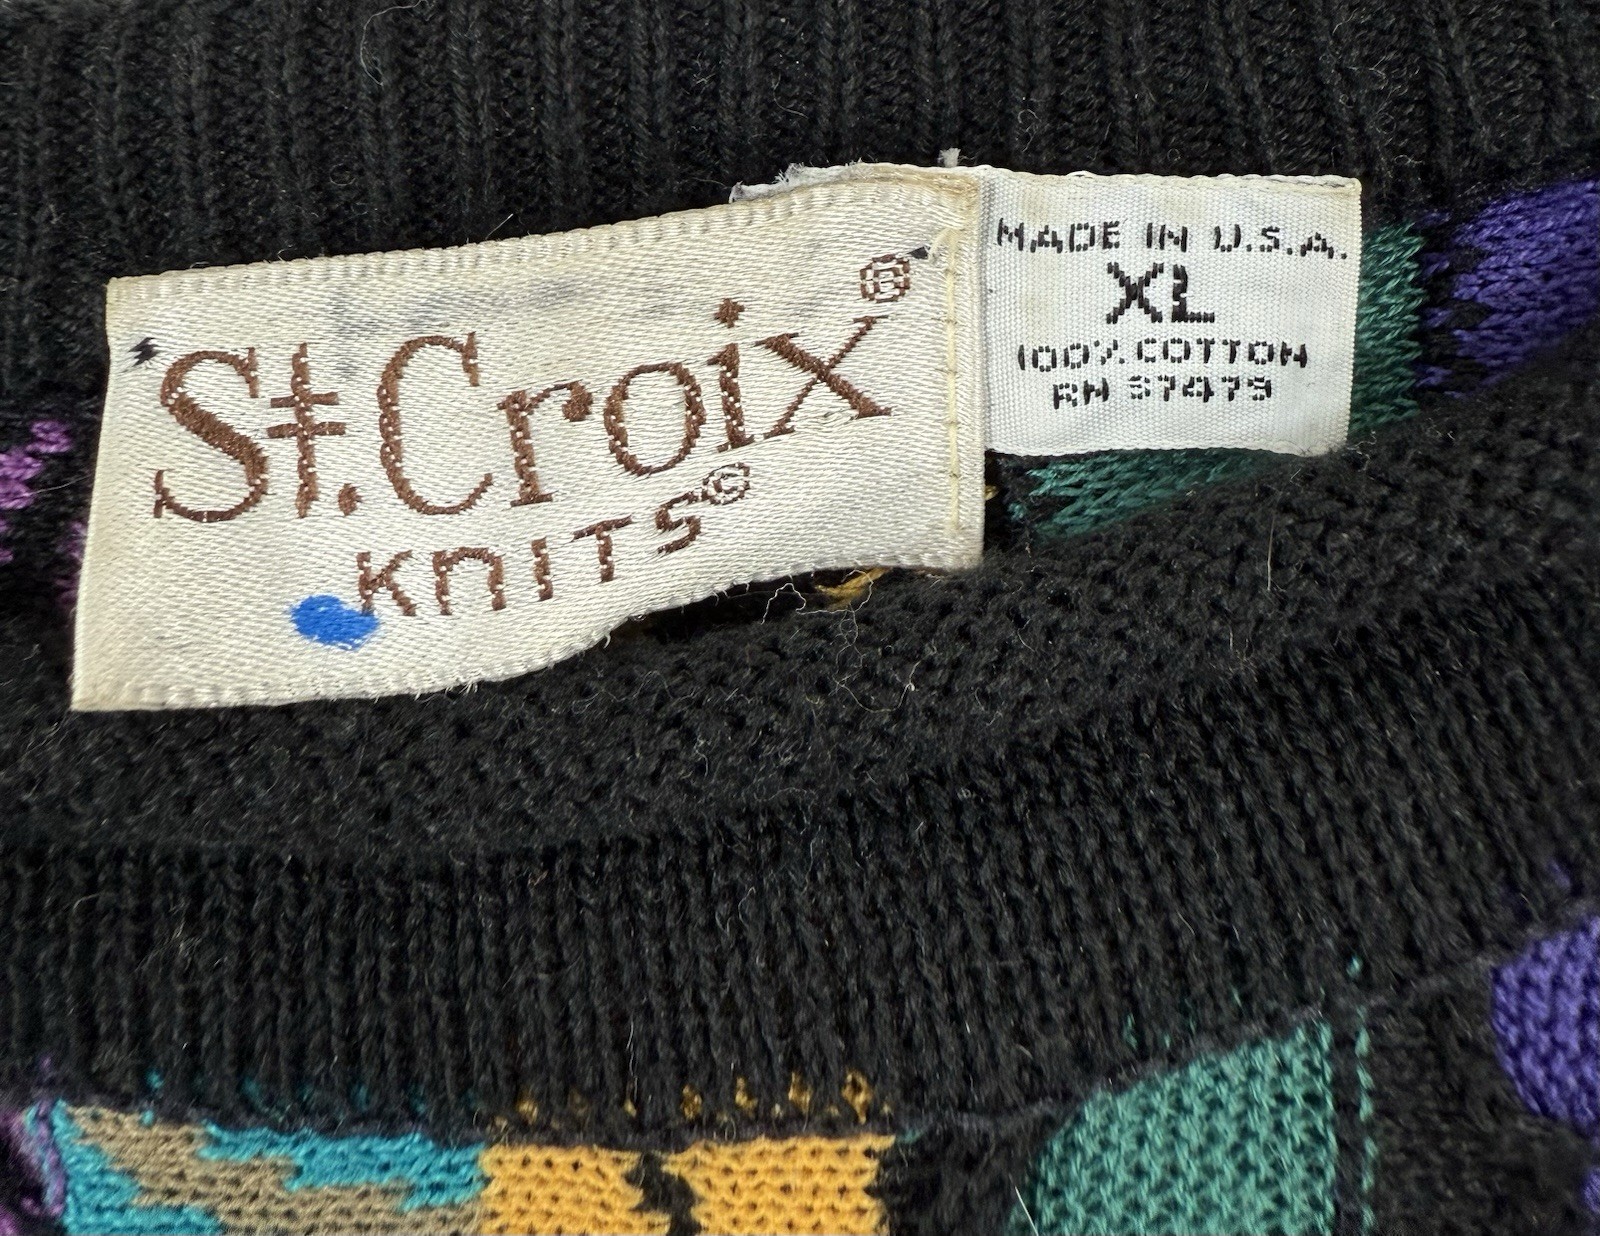 St.Croix®
KNITS©
MADE IN U.S.A.
XL
100% COTTON
RN 57479